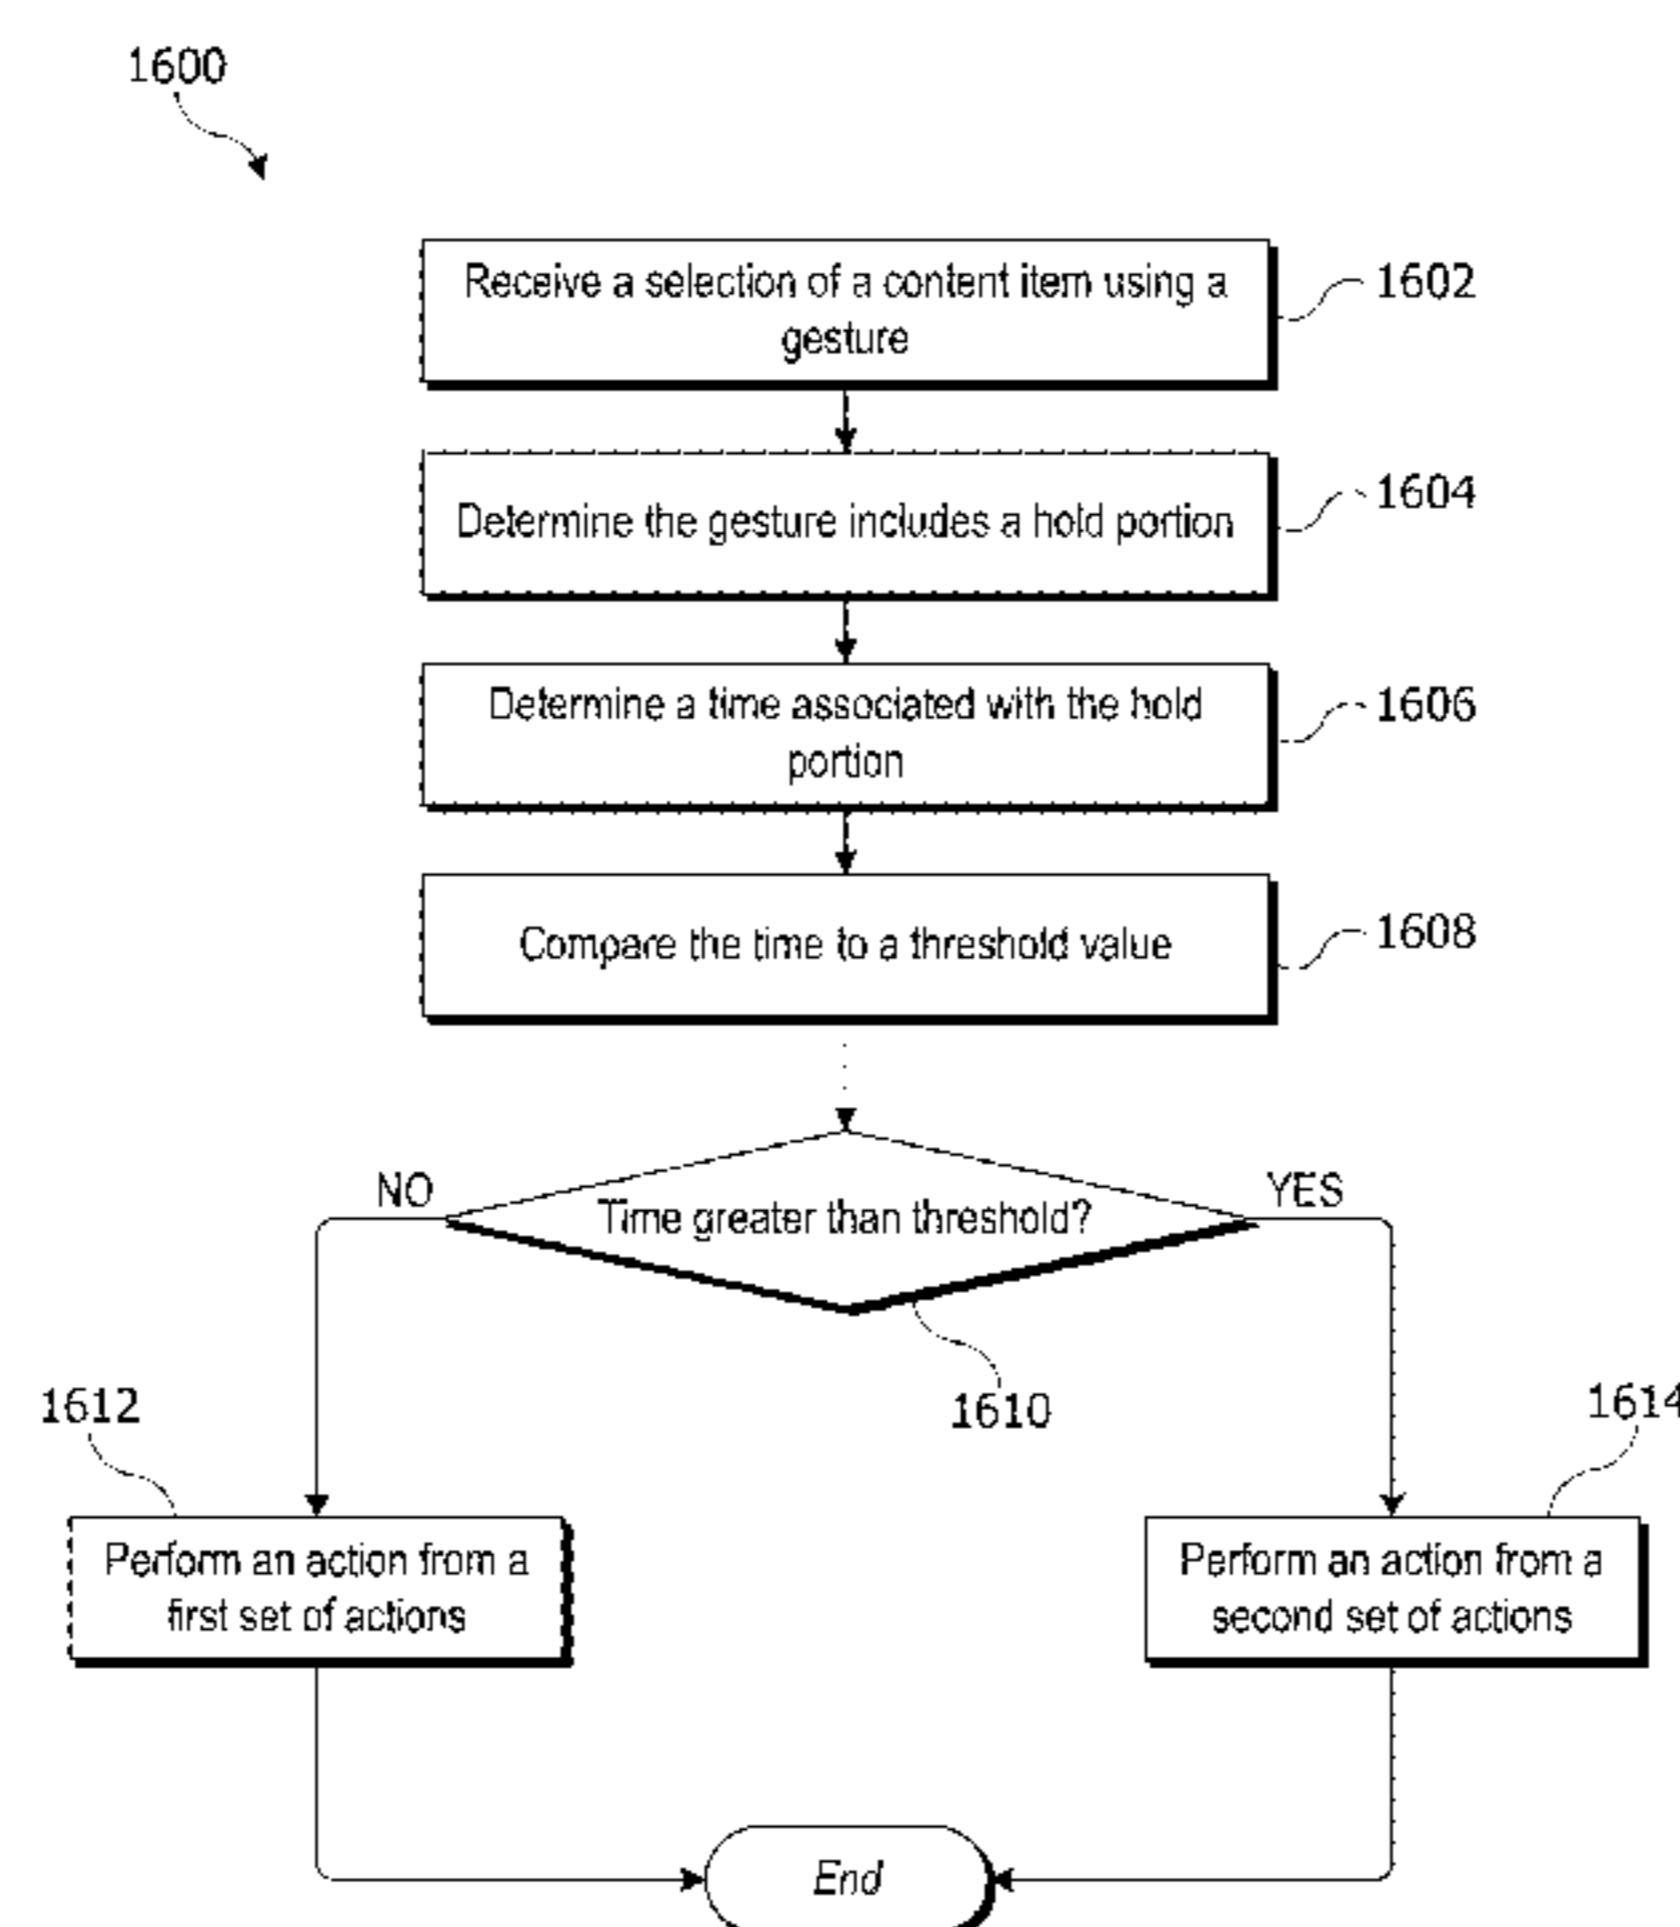 1600
Receive a selection of a content item using a
gesture
1602
Determine the gesture includes a hold portion
1604
Determine a time associated with the hold
portion
1606
Compare the time to a threshold value
1608
NO
YES
Time greater than threshold?
1610
1612
1614
Perform an action from a
first set of actions
Perform an action from a
second set of actions
End